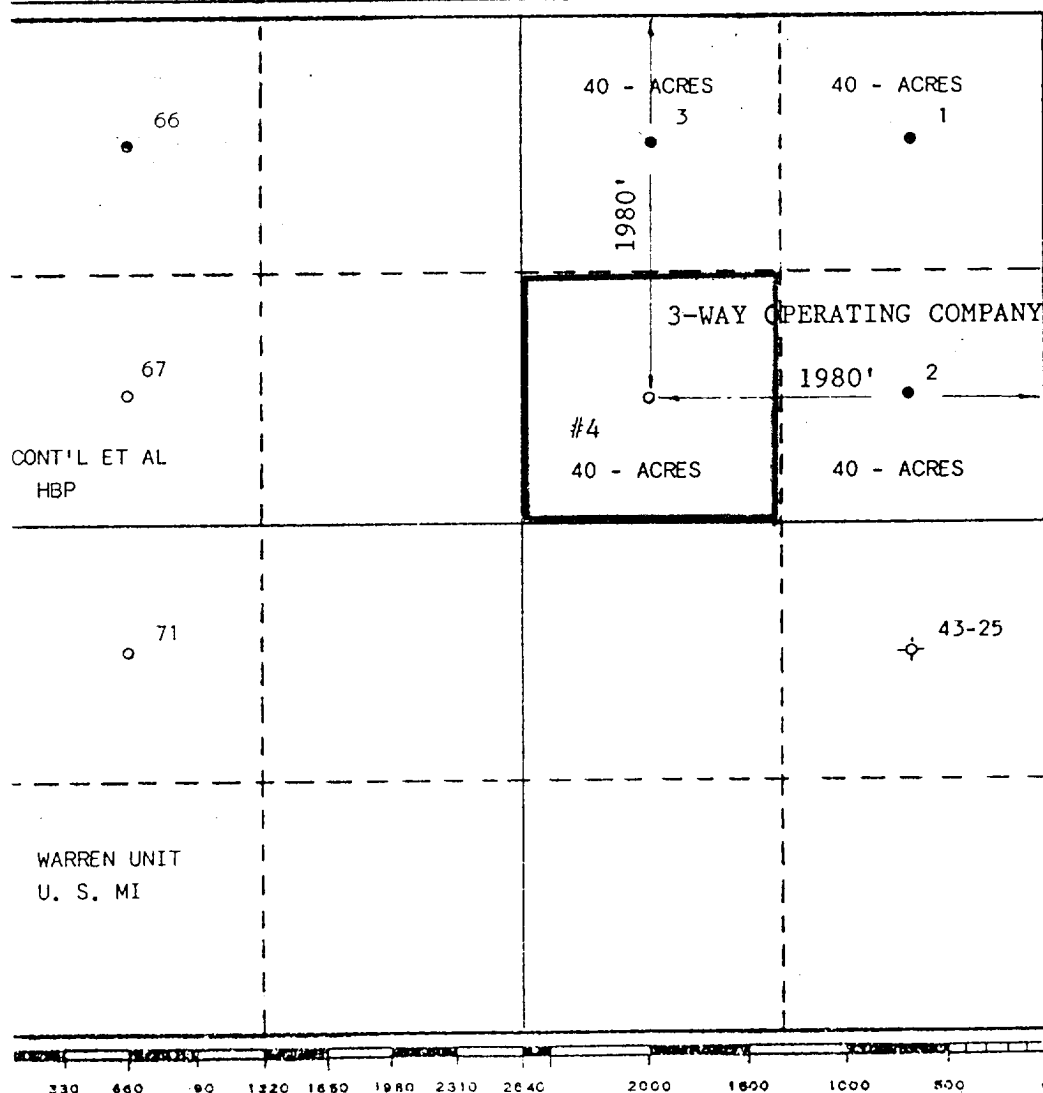 40 - ACRES
40 - ACRES
66
3
1
1980'
3-WAY OPERATING COMPANY
67
1980'
2
#4
CONT'L ET AL
HBP
40 - ACRES
40 - ACRES
71
43-25
WARREN UNIT
U. S. MI
330 660 90 1320 1650 1980 2310 2640 2000 1500 1000 500